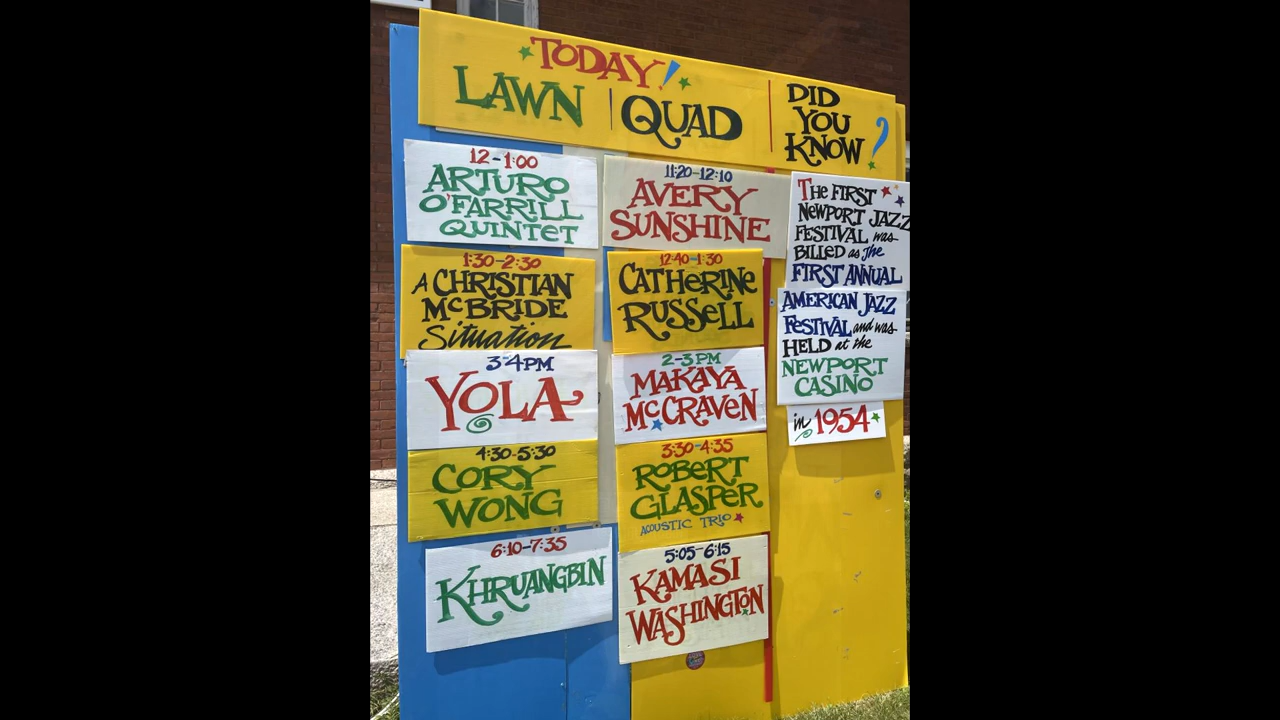 TODAY!
LAWN | QUAD
DID
YOU
KNOW?
12-1:00
ARTURO
O'FARRILL
QUINTET
1:30-2:30
A CHRISTIAN
McBRIDE
Situation
3-4PM
YOLA
4:30-5:30
CORY
WONG
6:10-7:35
KHRUANGBIN
11:20-12:10
AVERY
SUNSHINE
12:40-1:30
CATHERINE
RUSSELL
2-3 PM
MAKAYA
McCRAVEN
3:30-4:35
ROBERT
GLASPER
ACOUSTIC TRIO
5:05-6:15
KAMASI
WASHINGTON
THE FIRST
NEWPORT JAZZ
FESTIVAL was
BILLED as the
FIRST ANNUAL
AMERICAN JAZZ
FESTIVAL and was
HELD at the
NEWPORT
CASINO
in 1954